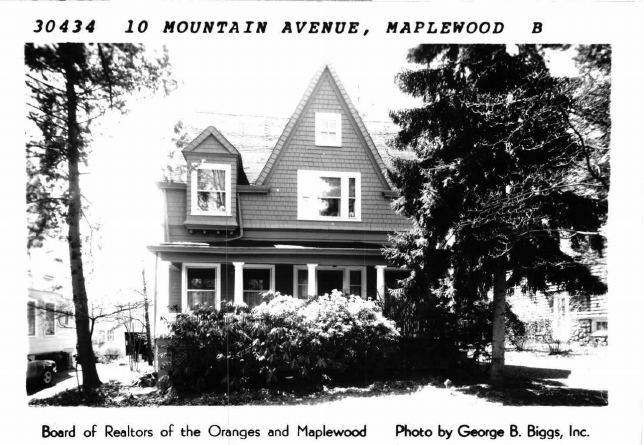 30434 10 MOUNTAIN AVENUE, MAPLEWOOD B
Board of Realtors of the Oranges and Maplewood Photo by George B. Biggs, Inc.